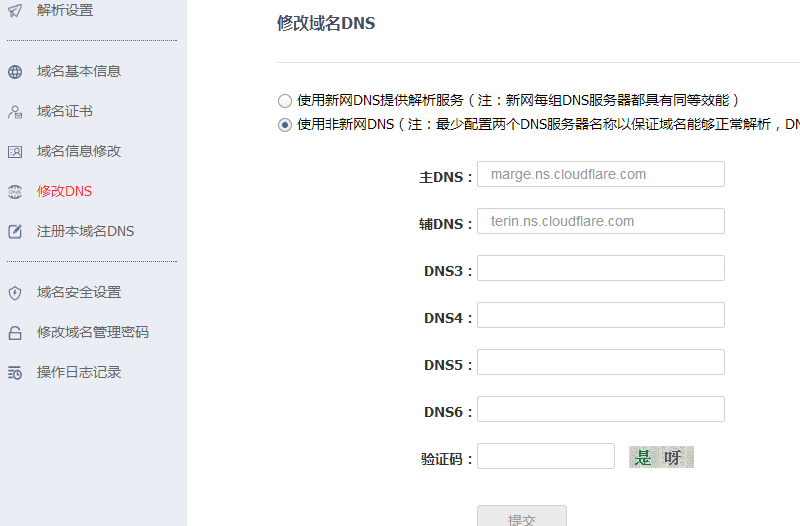 解析设置
域名基本信息
域名证书
域名信息修改
修改DNS
注册本域名DNS
域名安全设置
修改域名管理密码
操作日志记录
修改域名DNS
使用新网DNS提供解析服务（注：新网每组DNS服务器都具有同等效能）
使用非新网DNS（注：最少配置两个DNS服务器名称以保证域名能够正常解析，DN
主DNS： marge.ns.cloudflare.com
辅DNS： terin.ns.cloudflare.com
DNS3：
DNS4：
DNS5：
DNS6：
验证码： 是 呀
提交